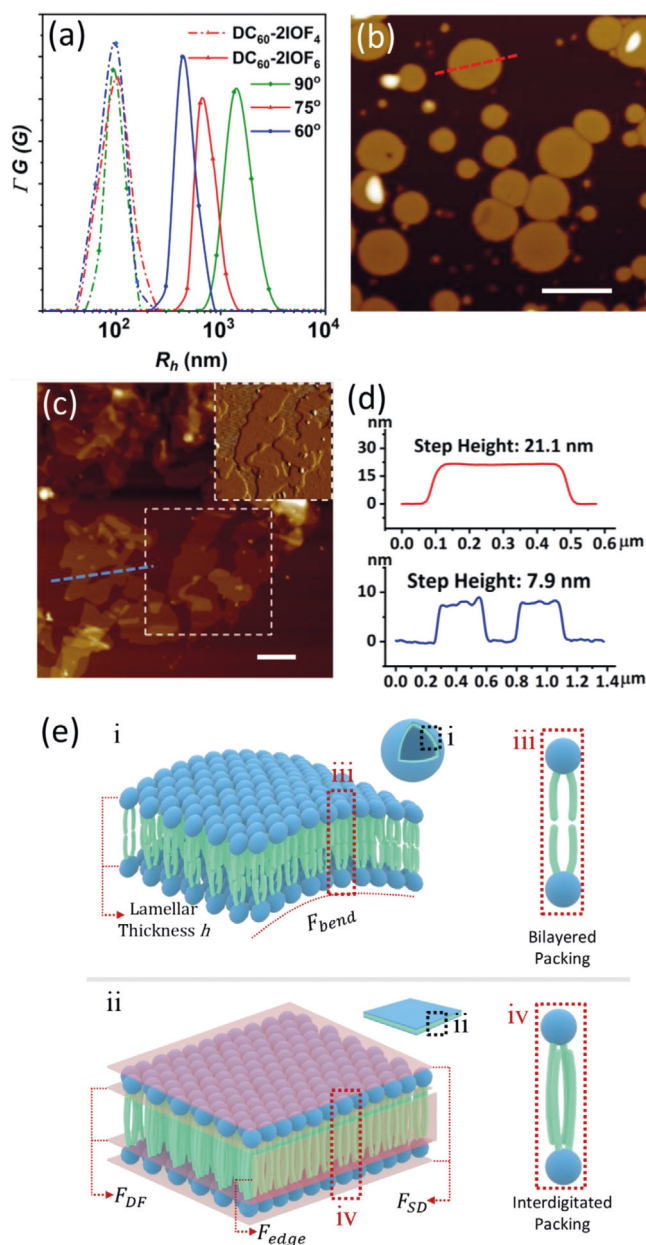 (a)
DC60-2IOF4
DC60-2IOF6
90°
75°
60°
Γ G (G)
10² 10³ 10⁴
Rh (nm)
(b)
(c)
(d)
nm
30
15
0
Step Height: 21.1 nm
0.0 0.1 0.2 0.3 0.4 0.5 0.6 μm
nm
10
0
Step Height: 7.9 nm
0.0 0.2 0.4 0.6 0.8 1.0 1.2 1.4
μm
(e)
i
i
iii
iii
Lamellar
Thickness h
Fbend
Bilayered
Packing
ii
ii
iv
iv
FDF
Fedge
FSD
Interdigitated
Packing